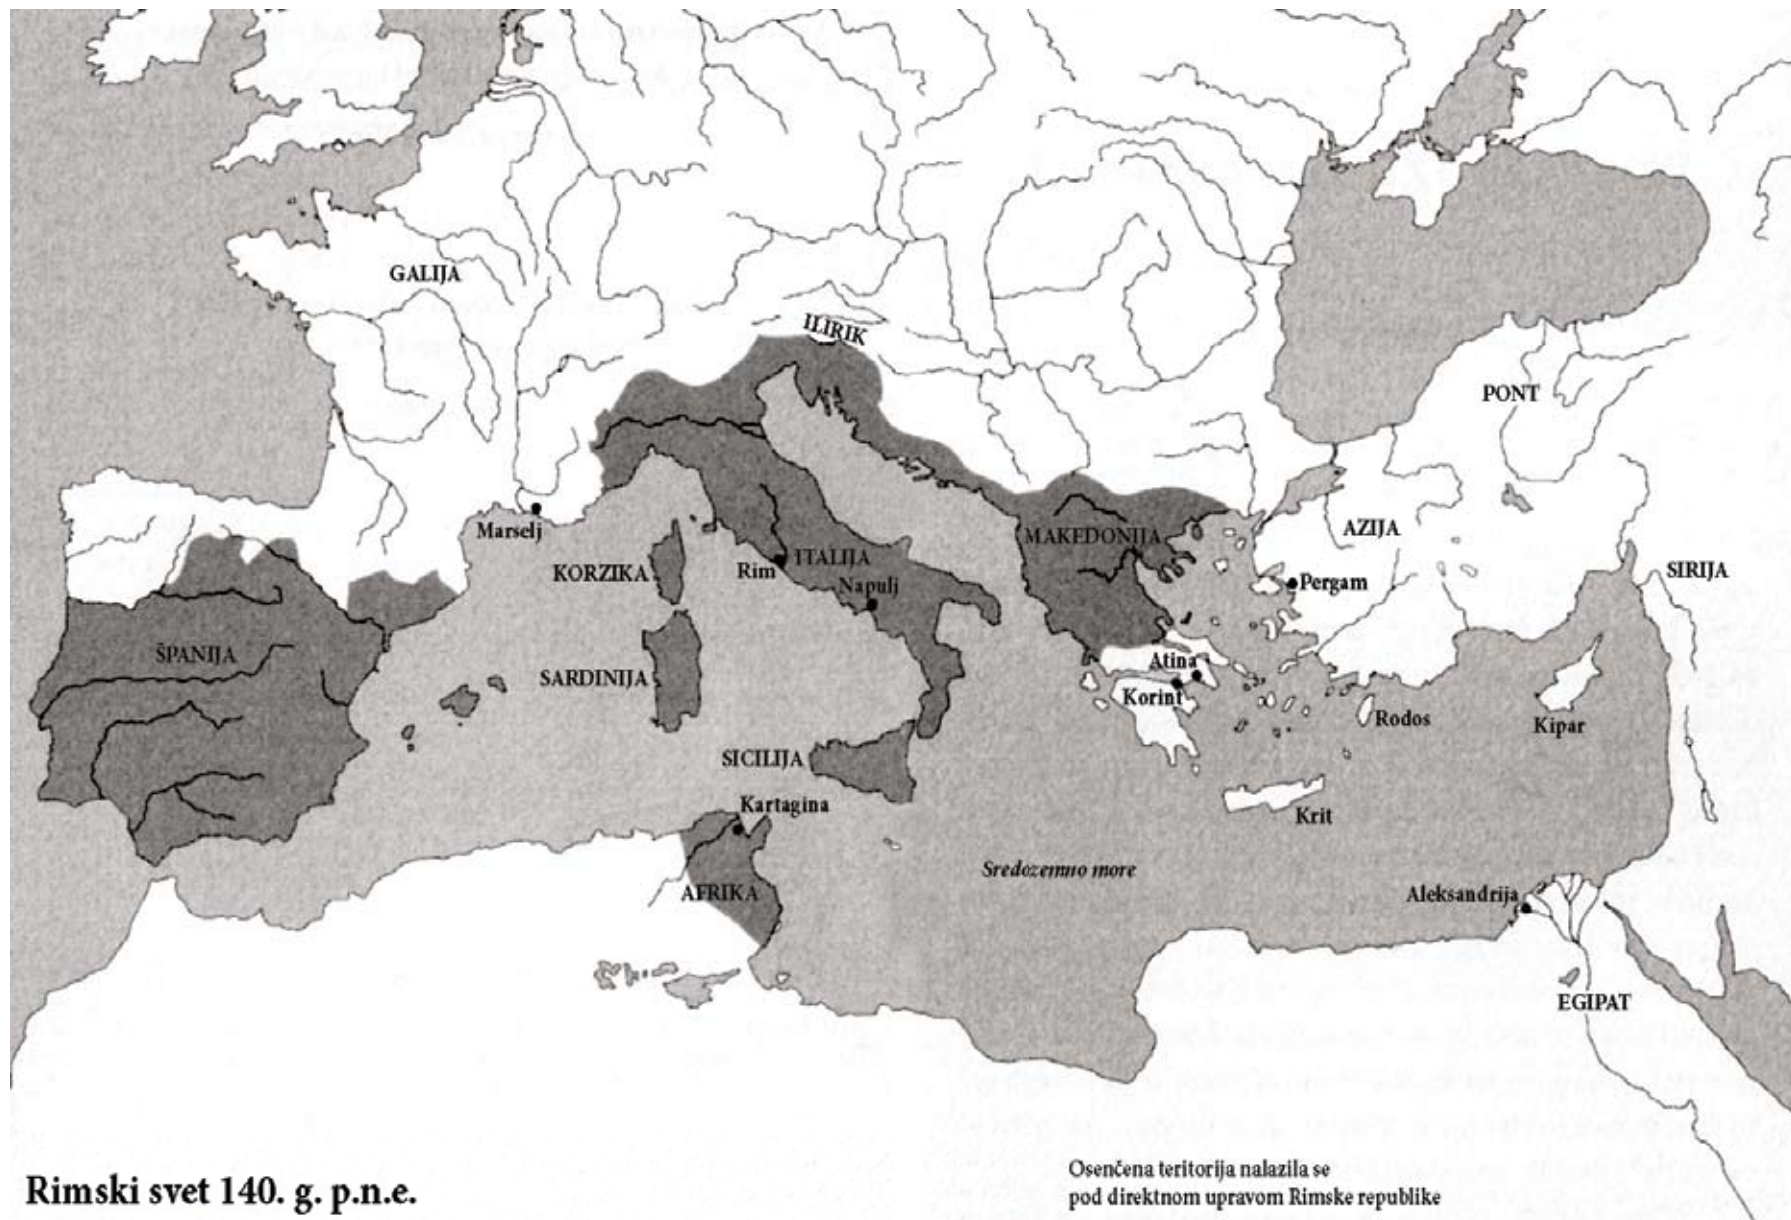 GALIJA
ILIRIK
PONT
Marselj
MAKEDONIJA
AZIJA
ITALIJA
KORZIKA
Rim
SIRIJA
Napulj
Pergam
ŠPANIJA
Atina
SARDINIJA
Korint
Rodos
Kipar
SICILIJA
Kartagina
Krit
Sredozemno more
AFRIKA
Aleksandrija
EGIPAT
Rimski svet 140. g. p.n.e.
Osenčena teritorija nalazila se
pod direktnom upravom Rimske republike